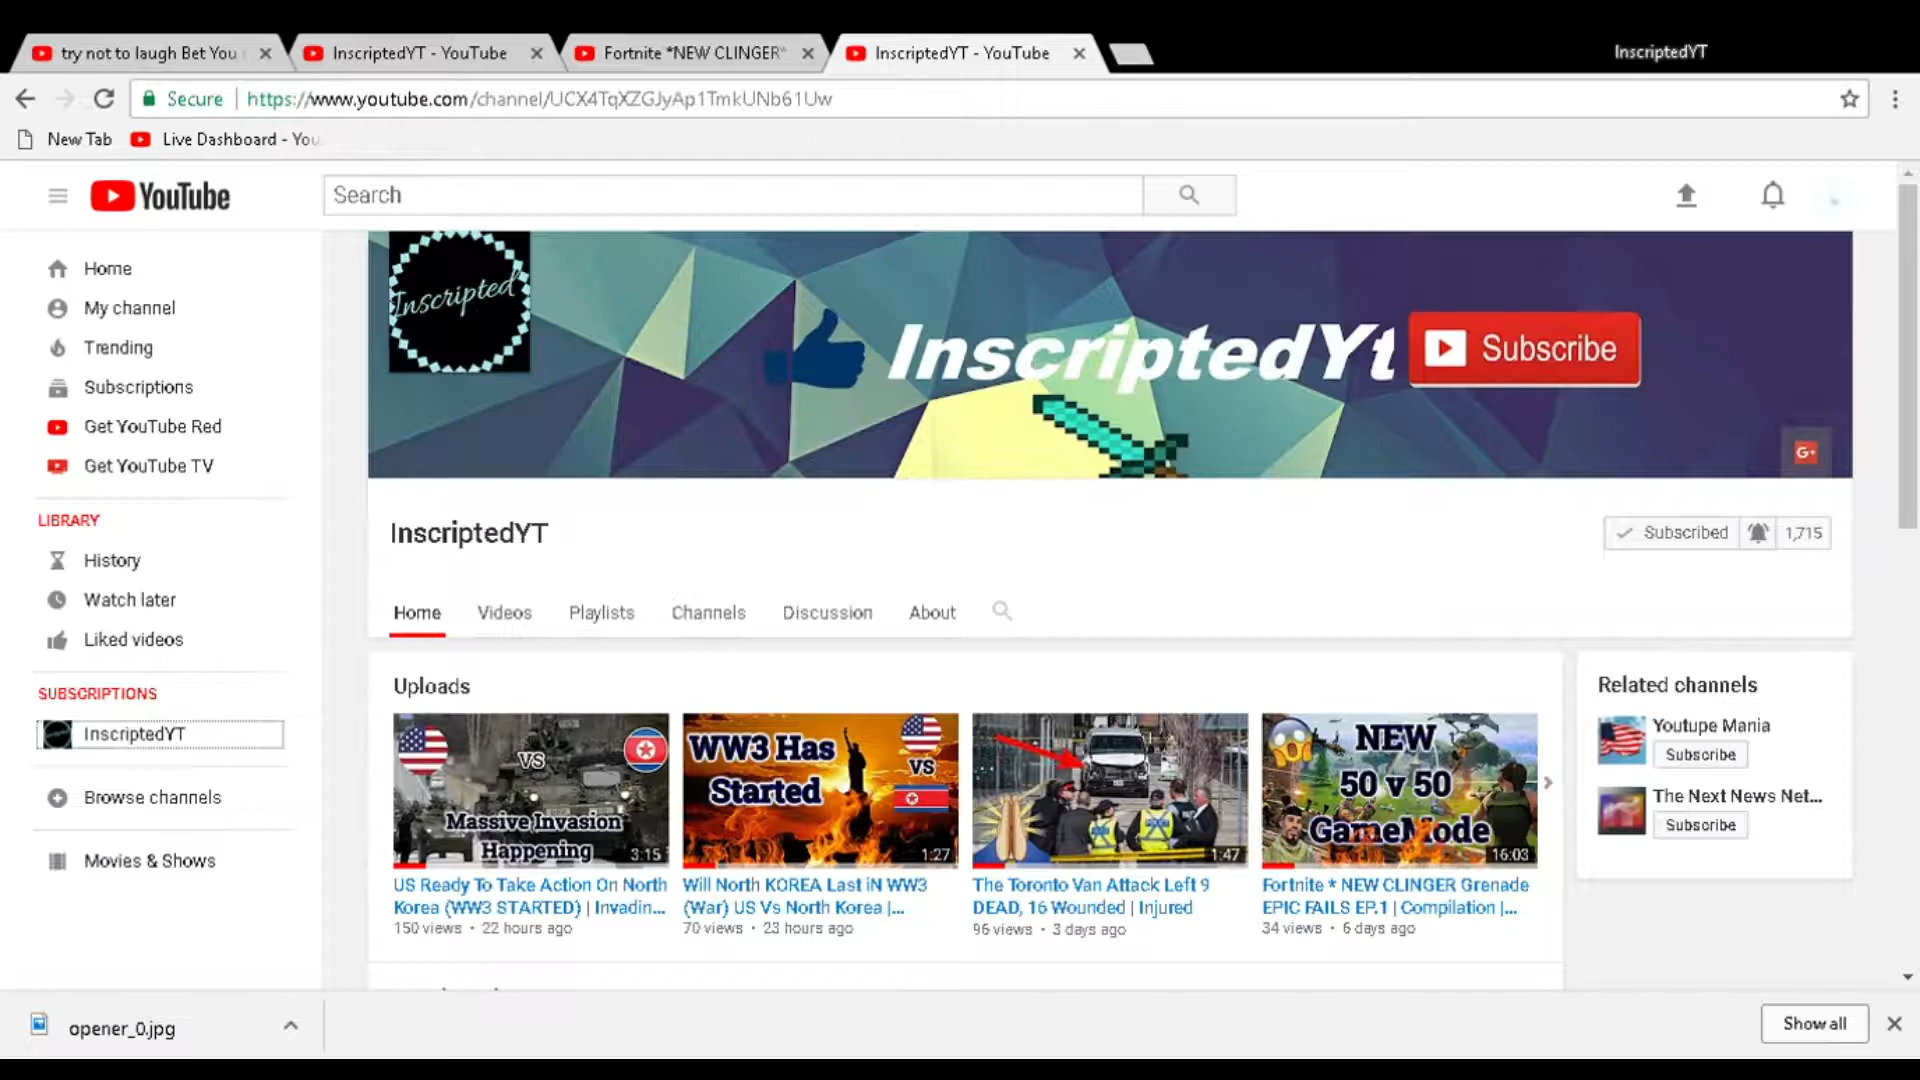 try not to laugh Bet You
InscriptedYT - YouTube
Fortnite *NEW CLINGER*
InscriptedYT - YouTube
InscriptedYT
Secure
https://www.youtube.com/channel/UCX4TqXZGJyAp1TmkUNb61Uw
New Tab
Live Dashboard - You
YouTube
Search
Home
My channel
Trending
Subscriptions
Get YouTube Red
Get YouTube TV
LIBRARY
History
Watch later
Liked videos
SUBSCRIPTIONS
InscriptedYT
Browse channels
Movies & Shows
Inscripted
InscriptedYt
Subscribe
G+
InscriptedYT
Subscribed
1,715
Home
Videos
Playlists
Channels
Discussion
About
Uploads
VS
Massive Invasion
Happening
3:15
US Ready To Take Action On North
Korea (WW3 STARTED) | Invadin...
150 views • 22 hours ago
WW3 Has
Started
VS
1:27
Will North KOREA Last iN WW3
(War) US Vs North Korea |...
70 views • 23 hours ago
1:47
The Toronto Van Attack Left 9
DEAD, 16 Wounded | Injured
96 views • 3 days ago
NEW
50 v 50
GameMode
16:03
Fortnite * NEW CLINGER Grenade
EPIC FAILS EP.1 | Compilation |...
34 views • 6 days ago
Related channels
Youtupe Mania
Subscribe
The Next News Net...
Subscribe
opener_0.jpg
Show all